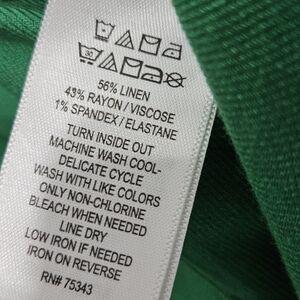 56% LINEN
43% RAYON / VISCOSE
1% SPANDEX / ELASTANE
TURN INSIDE OUT
MACHINE WASH COOL-
DELICATE CYCLE
WASH WITH LIKE COLORS
ONLY NON-CHLORINE
BLEACH WHEN NEEDED
LINE DRY
LOW IRON IF NEEDED
IRON ON REVERSE
RN# 75343